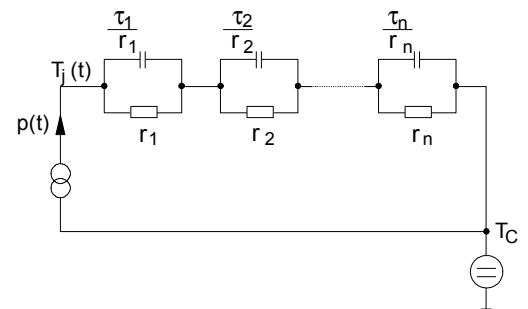 τ1 τ2 τn
r1 r2 rn
Tj (t)
p(t)
r1 r2 rn
TC